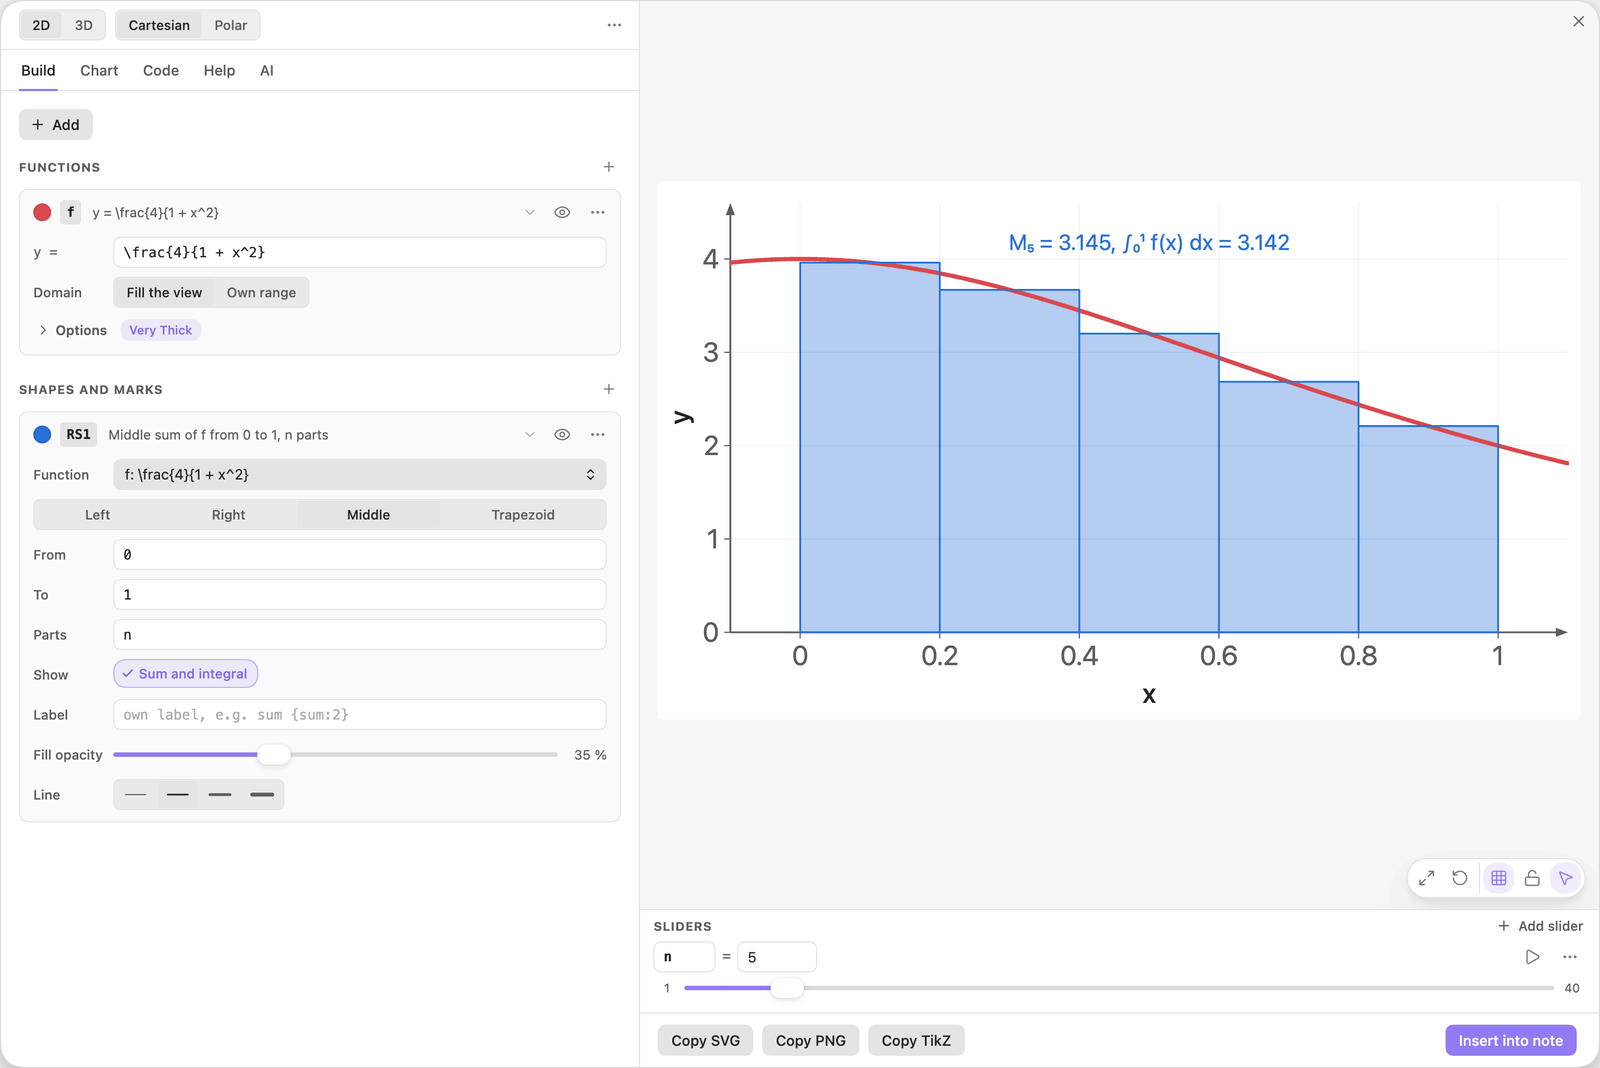 2D 3D Cartesian Polar
Build Chart Code Help AI
+ Add
FUNCTIONS
f y = \frac{4}{1 + x^2}
y = \frac{4}{1 + x^2}
Domain Fill the view Own range
Options Very Thick
SHAPES AND MARKS
RS1 Middle sum of f from 0 to 1, n parts
Function f: \frac{4}{1 + x^2}
Left Right Middle Trapezoid
From 0
To 1
Parts n
Show Sum and integral
Label own label, e.g. sum {sum:2}
Fill opacity 35 %
Line
M₅ = 3.145, ∫₀¹ f(x) dx = 3.142
4
3
2
1
0
y
0 0.2 0.4 0.6 0.8 1
x
SLIDERS + Add slider
n = 5
1 40
Copy SVG Copy PNG Copy TikZ Insert into note